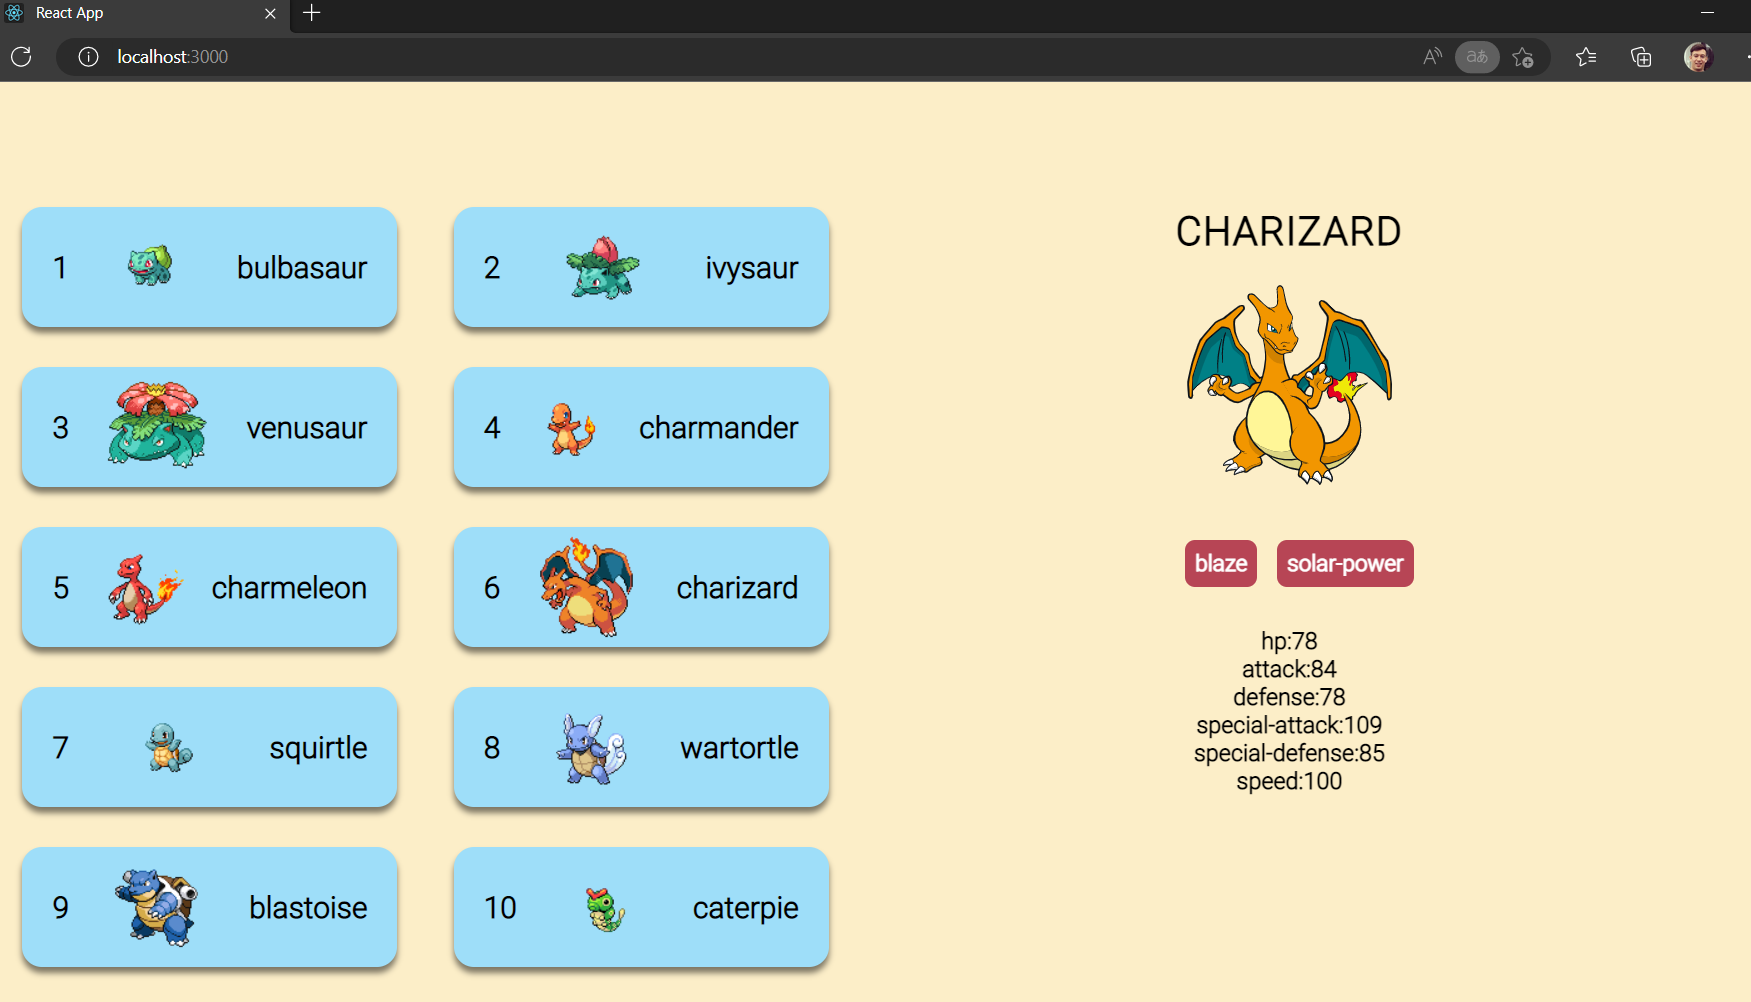 React App
localhost:3000
aあ
1 bulbasaur
2 ivysaur
3 venusaur
4 charmander
5 charmeleon
6 charizard
7 squirtle
8 wartortle
9 blastoise
10 caterpie
CHARIZARD
blaze solar-power
hp:78
attack:84
defense:78
special-attack:109
special-defense:85
speed:100